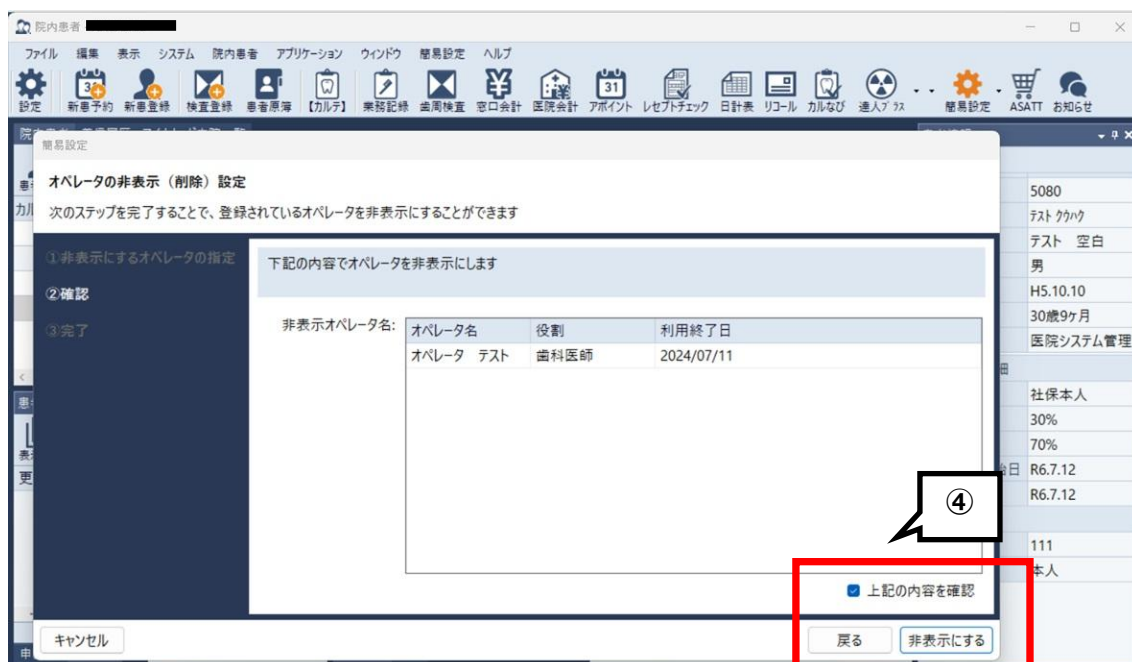 院内患者
ファイル 編集 表示 システム 院内患者 アプリケーション ウィンドウ 簡易設定 ヘルプ
設定 新患予約 新患登録 検査登録 患者原簿 【カルテ】 業務記録 歯周検査 窓口会計 医院会計 アポイント レセプトチェック 日計表 リコール カルなび 達人プラス 簡易設定 ASATT お知らせ
簡易設定
オペレータの非表示（削除）設定
次のステップを完了することで、登録されているオペレータを非表示にすることができます
①非表示にするオペレータの指定
②確認
③完了
下記の内容でオペレータを非表示にします
非表示オペレータ名:
オペレータ名 役割 利用終了日
オペレータ テスト 歯科医師 2024/07/11
④
上記の内容を確認
キャンセル 戻る 非表示にする
5080
テスト クウハク
テスト 空白
男
H5.10.10
30歳9ヶ月
医院システム管理
社保本人
30%
70%
R6.7.12
R6.7.12
111
本人